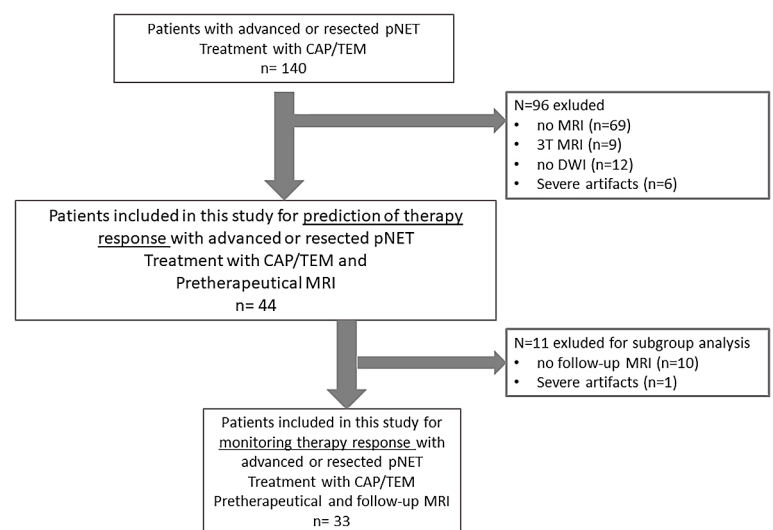 Patients with advanced or resected pNET
Treatment with CAP/TEM
n= 140
N=96 exluded
• no MRI (n=69)
• 3T MRI (n=9)
• no DWI (n=12)
• Severe artifacts (n=6)
Patients included in this study for prediction of therapy
response with advanced or resected pNET
Treatment with CAP/TEM and
Pretherapeutical MRI
n= 44
N=11 exluded for subgroup analysis
• no follow-up MRI (n=10)
• Severe artifacts (n=1)
Patients included in this study for
monitoring therapy response with
advanced or resected pNET
Treatment with CAP/TEM
Pretherapeutical and follow-up MRI
n= 33